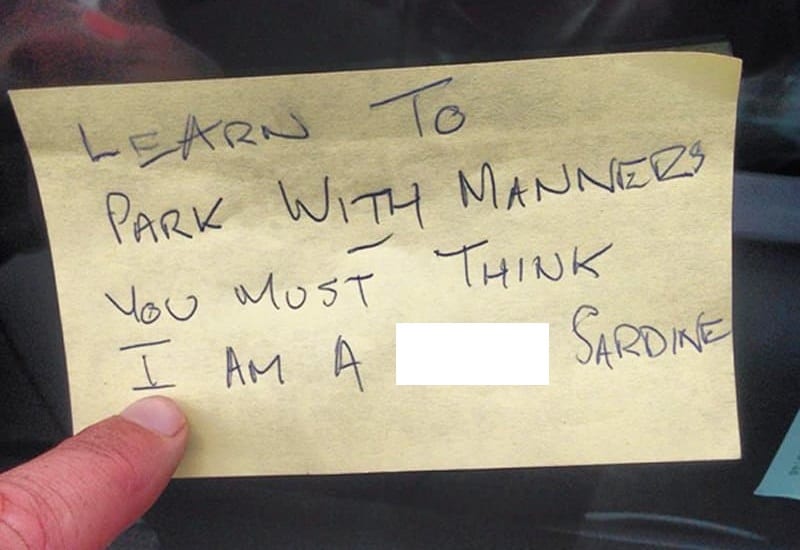 LEARN TO
PARK WITH MANNERS
YOU MUST THINK
I AM A SARDINE